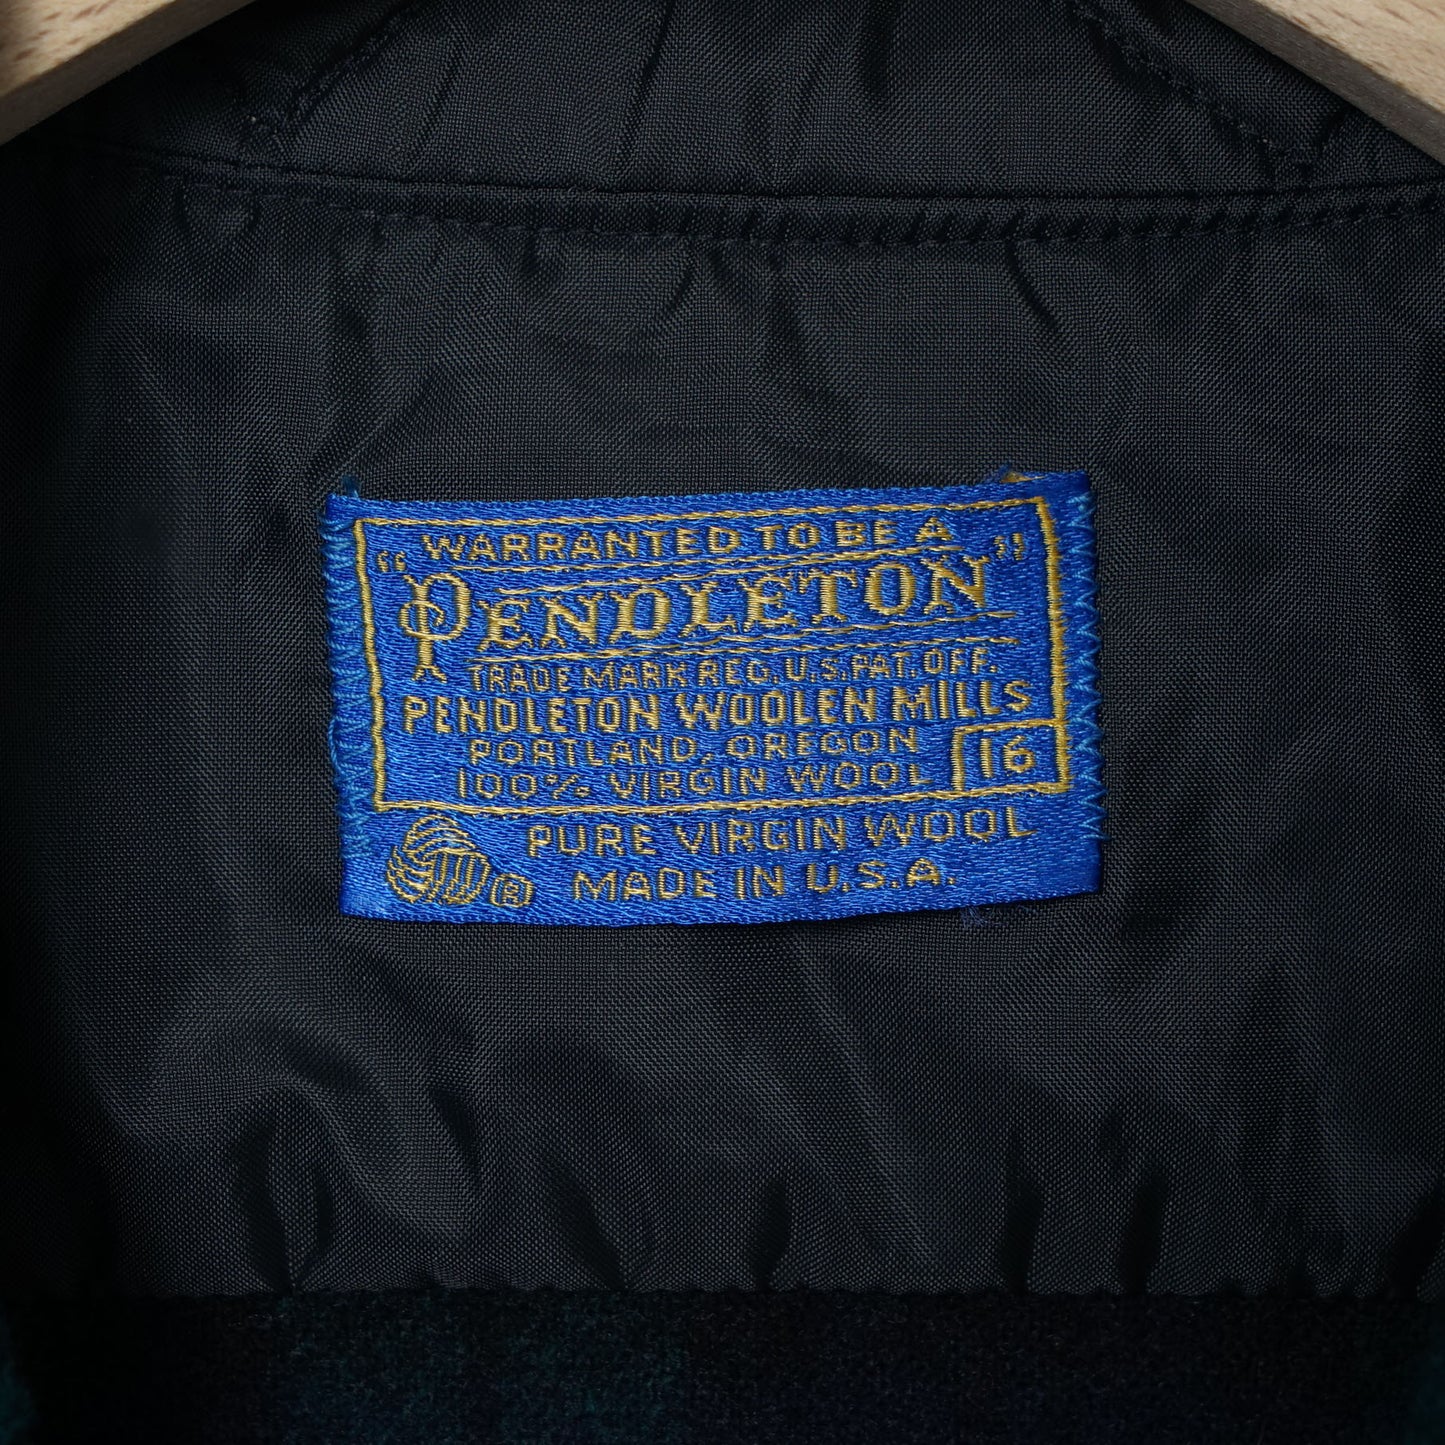 "WARRANTED TO BE A"
PENDLETON
TRADE MARK REG. U.S. PAT. OFF.
PENDLETON WOOLEN MILLS
PORTLAND, OREGON
100% VIRGIN WOOL 16
PURE VIRGIN WOOL
® MADE IN U.S.A.